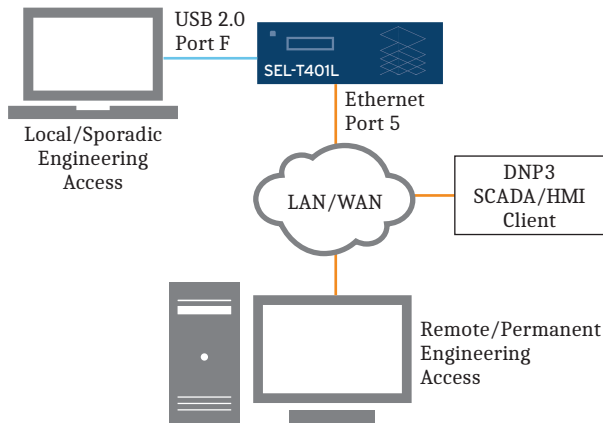 USB 2.0
Port F
SEL-T401L
Ethernet
Port 5
Local/Sporadic
Engineering
Access
LAN/WAN
DNP3
SCADA/HMI
Client
Remote/Permanent
Engineering
Access